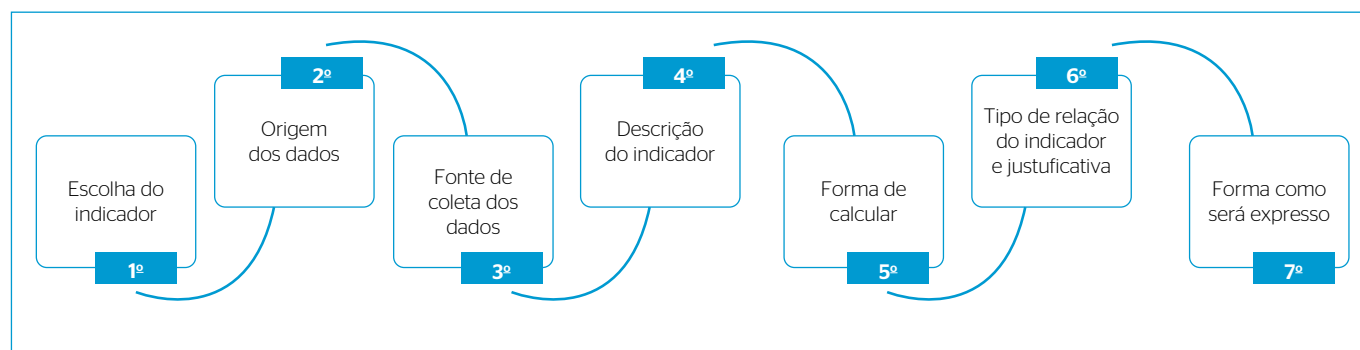 1º
Escolha do
indicador
2º
Origem
dos dados
3º
Fonte de
coleta dos
dados
4º
Descrição
do indicador
5º
Forma de
calcular
6º
Tipo de relação
do indicador
e justuficativa
7º
Forma como
será expresso